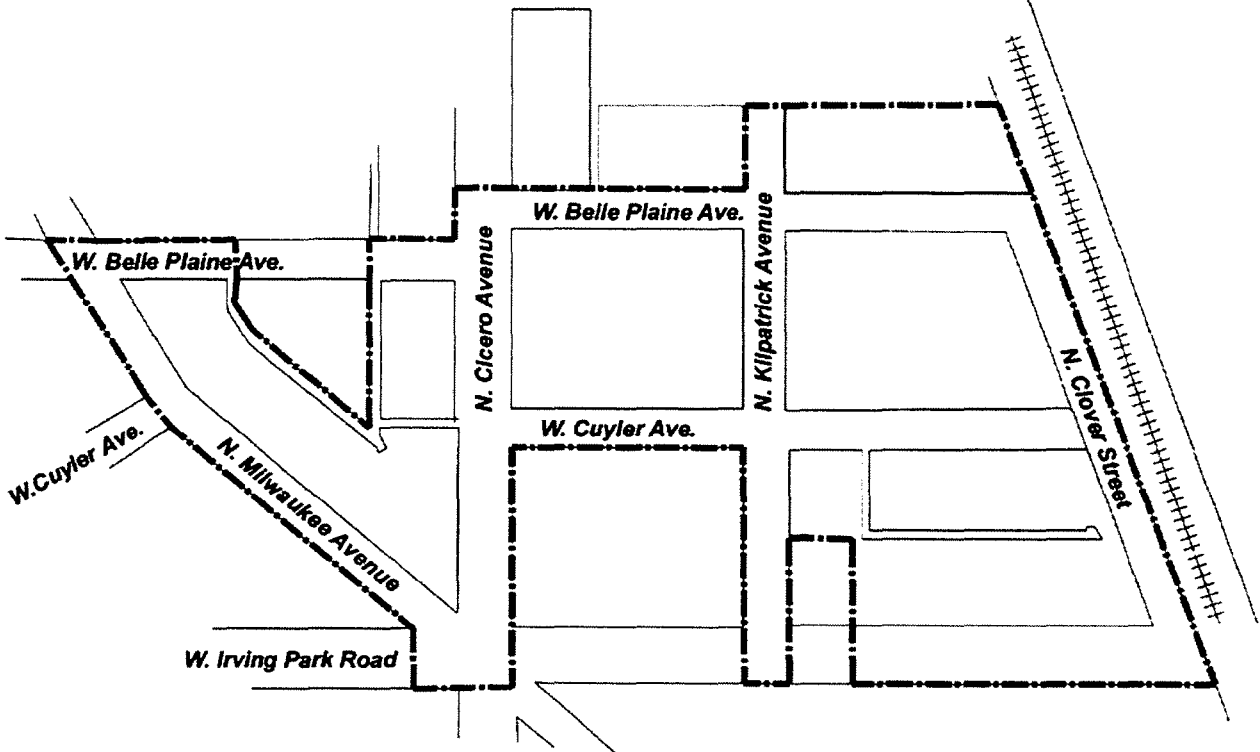 W. Belle Plaine Ave.
W. Belle Plaine Ave.
N. Cicero Avenue
N. Kilpatrick Avenue
N. Clover Street
W. Cuyler Ave.
W.Cuyler Ave.
N. Milwaukee Avenue
W. Irving Park Road